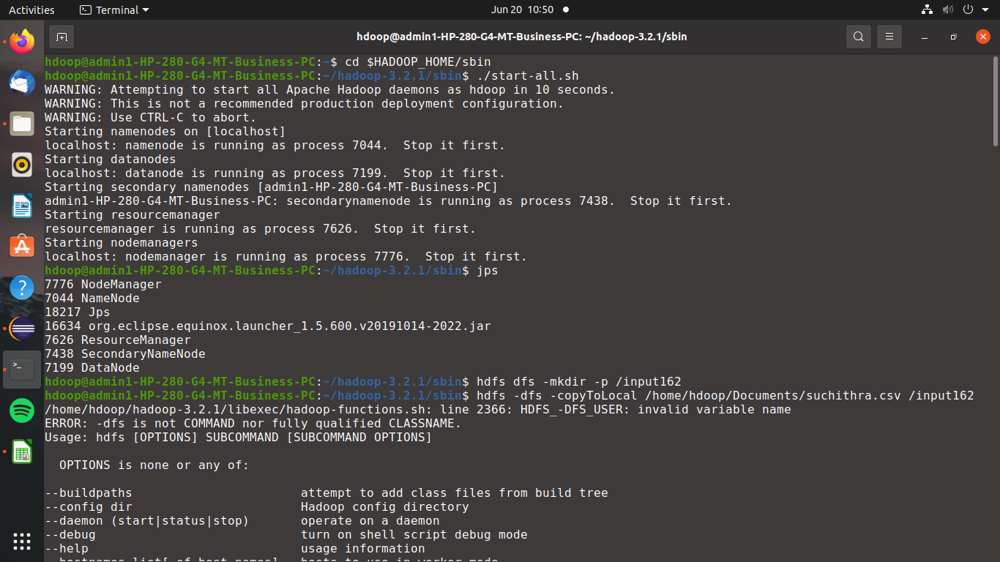 Activities
Terminal
Jun 20 10:50
hdoop@admin1-HP-280-G4-MT-Business-PC: ~/hadoop-3.2.1/sbin
hdoop@admin1-HP-280-G4-MT-Business-PC:~$ cd $HADOOP_HOME/sbin
hdoop@admin1-HP-280-G4-MT-Business-PC:~/hadoop-3.2.1/sbin$ ./start-all.sh
WARNING: Attempting to start all Apache Hadoop daemons as hdoop in 10 seconds.
WARNING: This is not a recommended production deployment configuration.
WARNING: Use CTRL-C to abort.
Starting namenodes on [localhost]
localhost: namenode is running as process 7044.  Stop it first.
Starting datanodes
localhost: datanode is running as process 7199.  Stop it first.
Starting secondary namenodes [admin1-HP-280-G4-MT-Business-PC]
admin1-HP-280-G4-MT-Business-PC: secondarynamenode is running as process 7438.  Stop it first.
Starting resourcemanager
resourcemanager is running as process 7626.  Stop it first.
Starting nodemanagers
localhost: nodemanager is running as process 7776.  Stop it first.
hdoop@admin1-HP-280-G4-MT-Business-PC:~/hadoop-3.2.1/sbin$ jps
7776 NodeManager
7044 NameNode
18217 Jps
16634 org.eclipse.equinox.launcher_1.5.600.v20191014-2022.jar
7626 ResourceManager
7438 SecondaryNameNode
7199 DataNode
hdoop@admin1-HP-280-G4-MT-Business-PC:~/hadoop-3.2.1/sbin$ hdfs dfs -mkdir -p /input162
hdoop@admin1-HP-280-G4-MT-Business-PC:~/hadoop-3.2.1/sbin$ hdfs -dfs -copyToLocal /home/hdoop/Documents/suchithra.csv /input162
/home/hdoop/hadoop-3.2.1/libexec/hadoop-functions.sh: line 2366: HDFS_-DFS_USER: invalid variable name
ERROR: -dfs is not COMMAND nor fully qualified CLASSNAME.
Usage: hdfs [OPTIONS] SUBCOMMAND [SUBCOMMAND OPTIONS]
OPTIONS is none or any of:
--buildpaths                       attempt to add class files from build tree
--config dir                       Hadoop config directory
--daemon (start|status|stop)       operate on a daemon
--debug                            turn on shell script debug mode
--help                             usage information